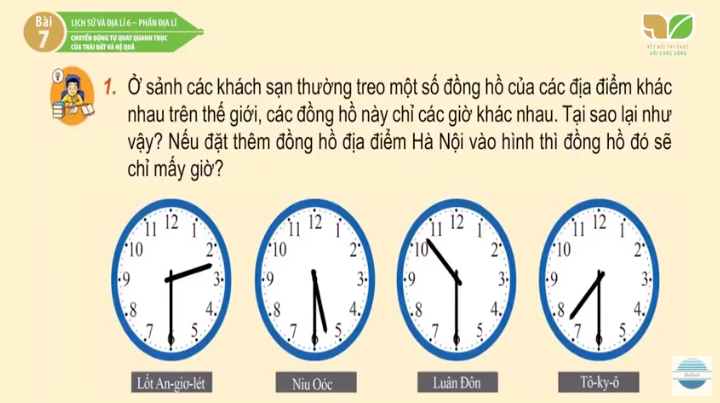 Bài
7
LỊCH SỬ VÀ ĐỊA LÍ 6 – PHẦN ĐỊA LÍ
CHUYỂN ĐỘNG TỰ QUAY QUANH TRỤC
CỦA TRÁI ĐẤT VÀ HỆ QUẢ
KẾT NỐI TRI THỨC
VỚI CUỘC SỐNG
1. Ở sảnh các khách sạn thường treo một số đồng hồ của các địa điểm khác
nhau trên thế giới, các đồng hồ này chỉ các giờ khác nhau. Tại sao lại như
vậy? Nếu đặt thêm đồng hồ địa điểm Hà Nội vào hình thì đồng hồ đó sẽ
chỉ mấy giờ?
12 1 2 3 4 5 6 7 8 9 10 11
12 1 2 3 4 5 6 7 8 9 10 11
12 1 2 3 4 5 6 7 8 9 10 11
12 1 2 3 4 5 6 7 8 9 10 11
Lốt An-giơ-lét
Niu Oóc
Luân Đôn
Tô-ky-ô